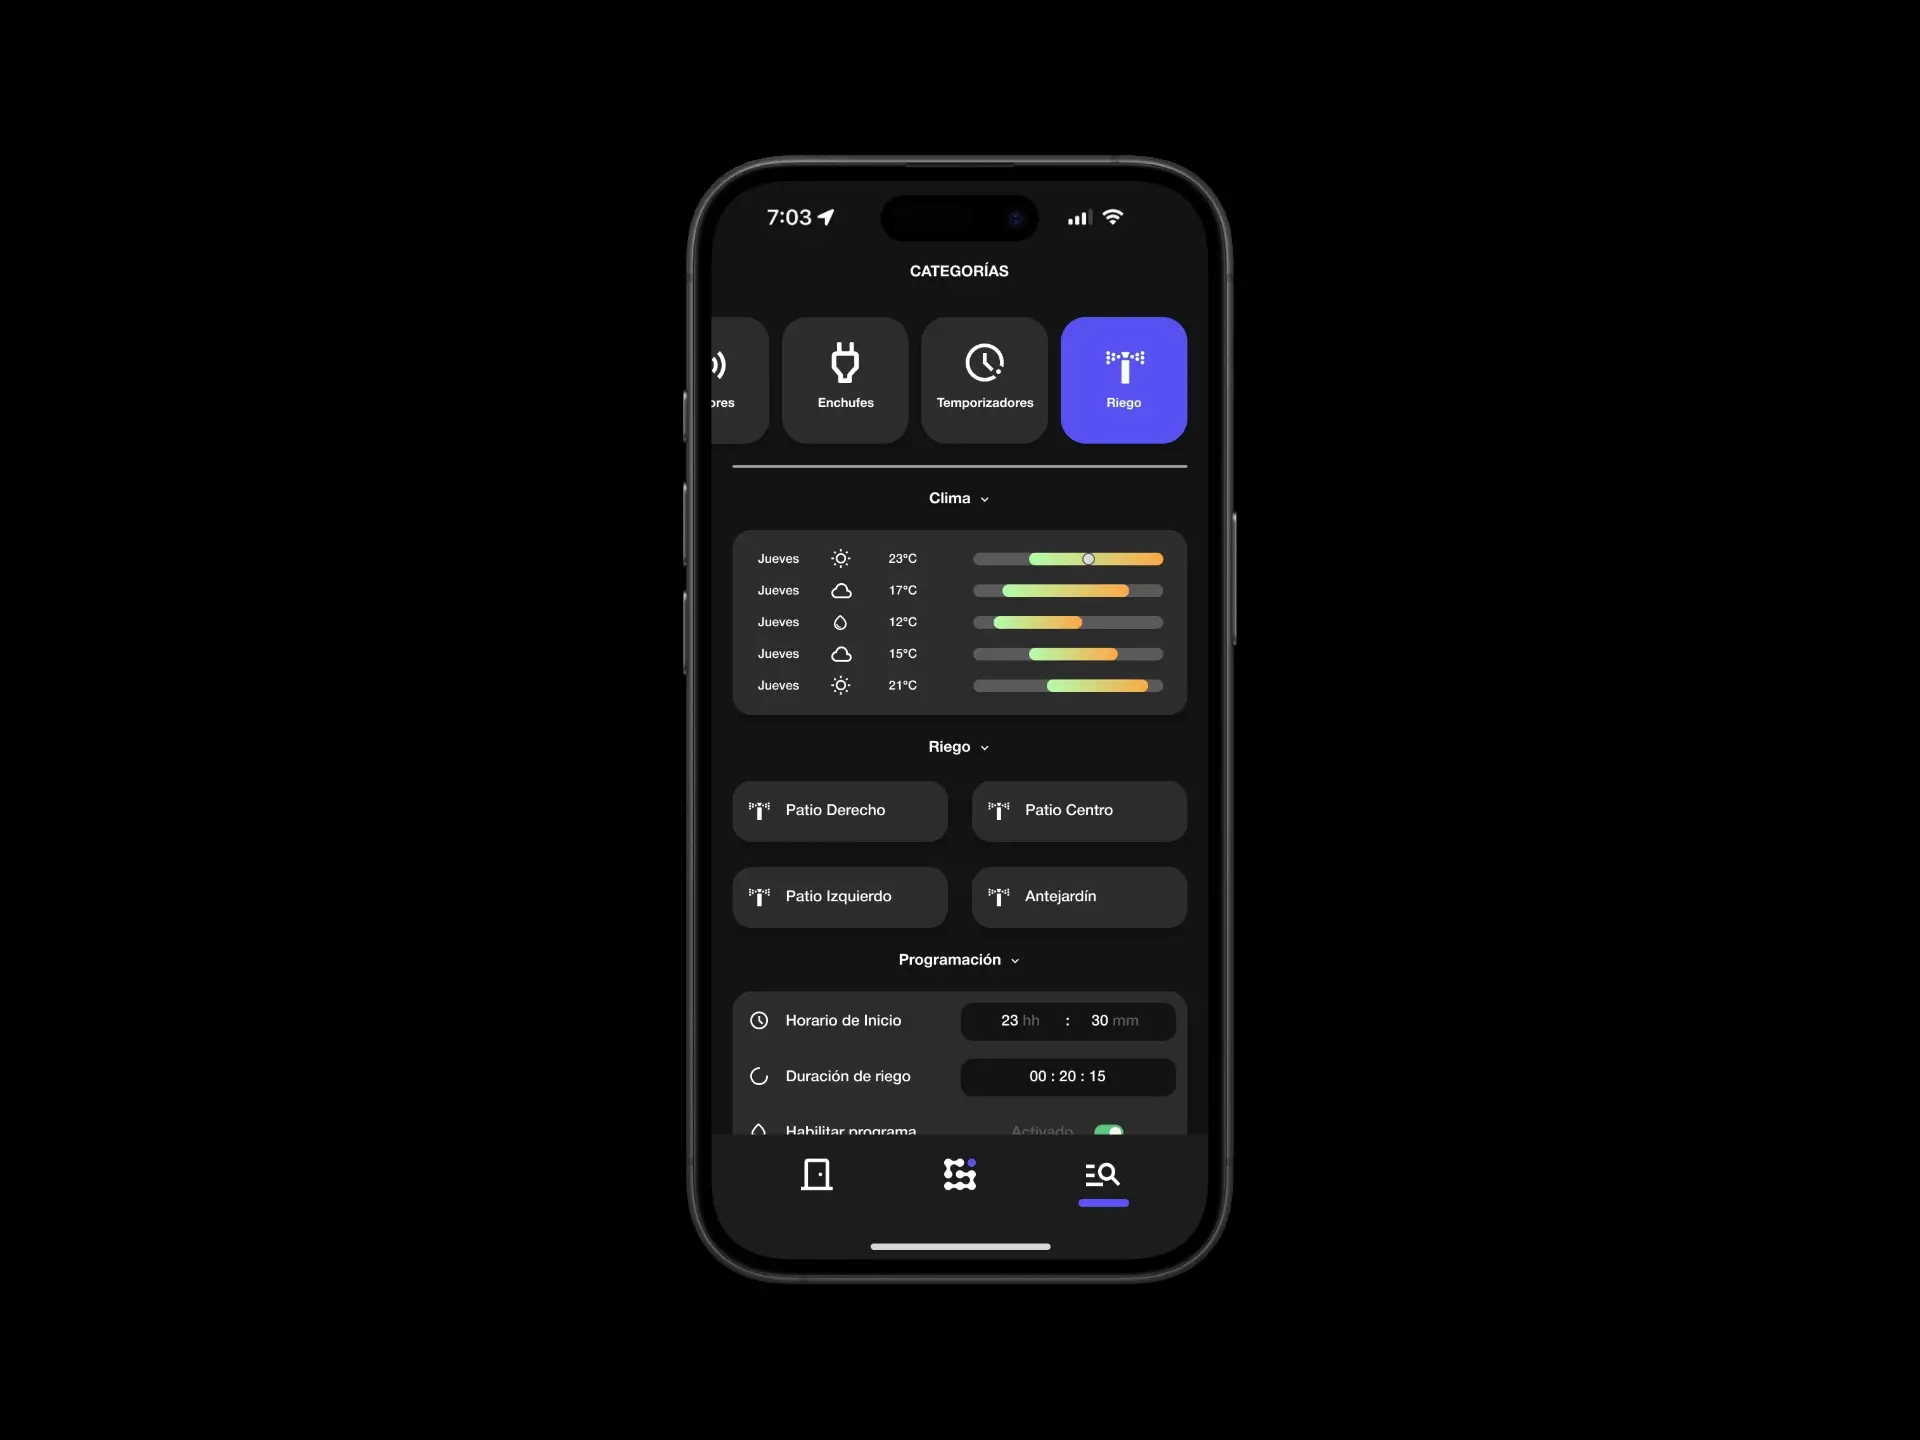 7:03
CATEGORÍAS
ores
Enchufes
Temporizadores
Riego
Clima
Jueves 23°C
Jueves 17°C
Jueves 12°C
Jueves 15°C
Jueves 21°C
Riego
Patio Derecho
Patio Centro
Patio Izquierdo
Antejardín
Programación
Horario de Inicio 23 hh : 30 mm
Duración de riego 00 : 20 : 15
Habilitar programa Activado